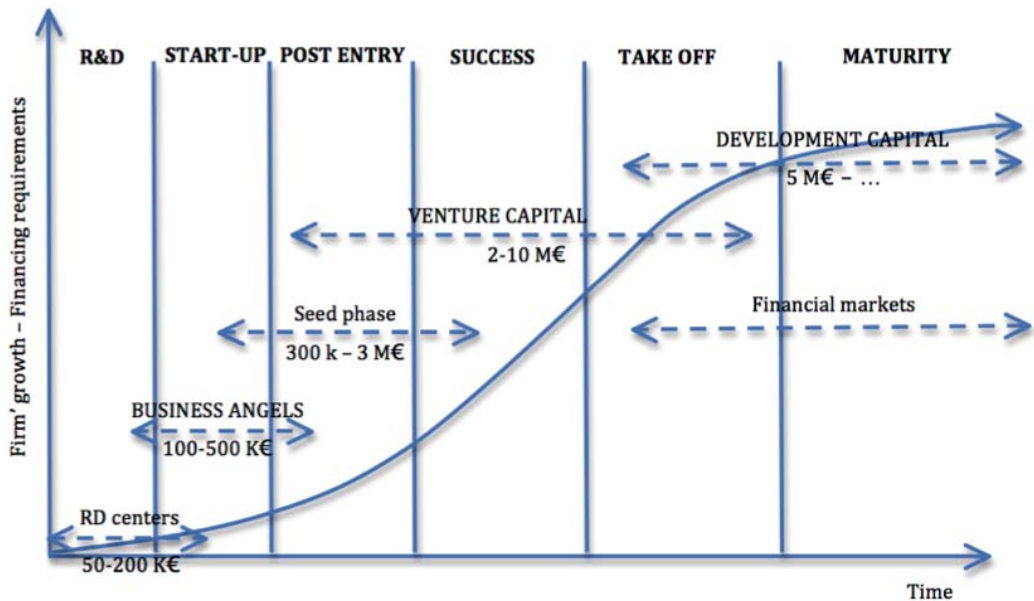 R&D
START-UP
POST ENTRY
SUCCESS
TAKE OFF
MATURITY
Firm' growth – Financing requirements
DEVELOPMENT CAPITAL
5 M€ – ...
VENTURE CAPITAL
2-10 M€
Seed phase
300 k – 3 M€
Financial markets
BUSINESS ANGELS
100-500 K€
RD centers
50-200 K€
Time